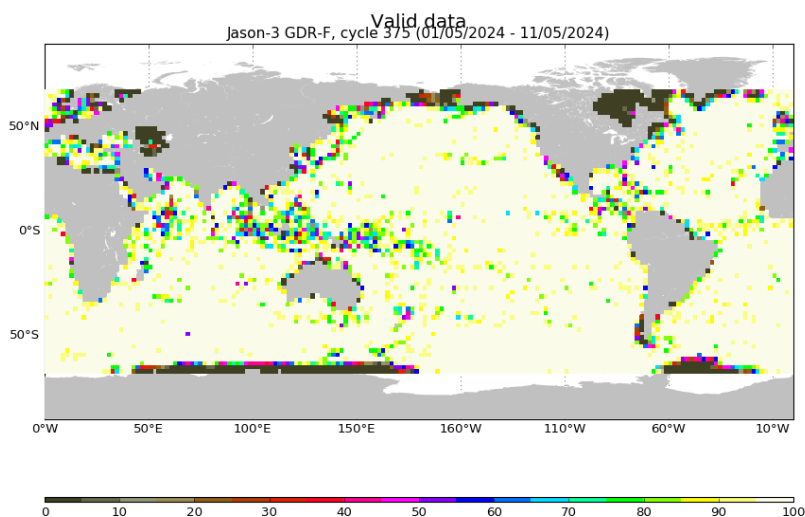 Valid data
Jason-3 GDR-F, cycle 375 (01/05/2024 - 11/05/2024)
50°N
0°S
50°S
0°W 50°E 100°E 150°E 160°W 110°W 60°W 10°W
0 10 20 30 40 50 60 70 80 90 100